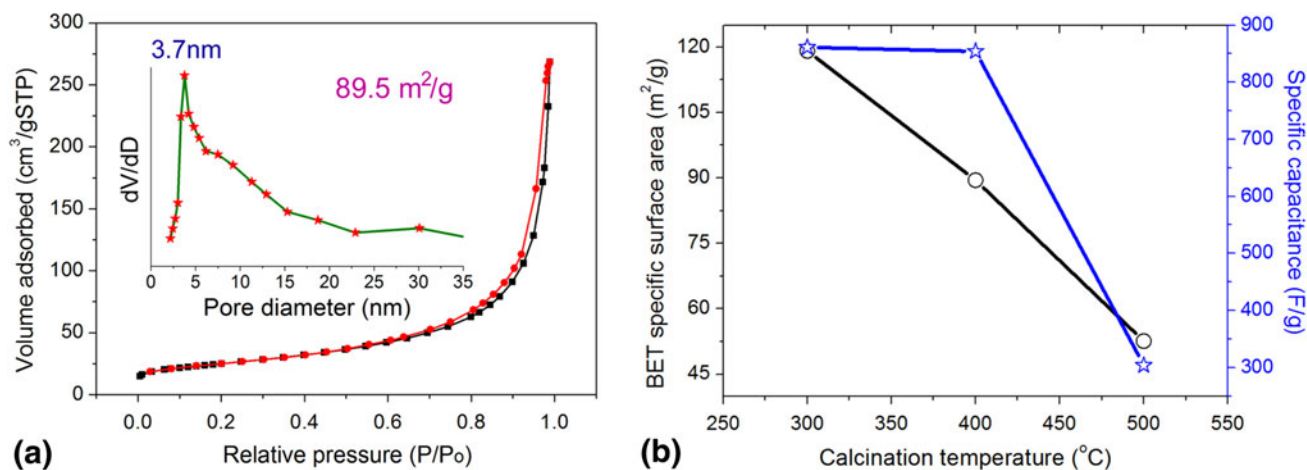 300
250
200
150
100
50
0
Volume adsorbed (cm³/gSTP)
3.7nm
89.5 m²/g
dV/dD
0 5 10 15 20 25 30 35
Pore diameter (nm)
0.0 0.2 0.4 0.6 0.8 1.0
(a)
Relative pressure (P/Po)
120
105
90
75
60
45
BET specific surface area (m²/g)
900
800
700
600
500
400
300
Specific capacitance (F/g)
250 300 350 400 450 500 550
(b)
Calcination temperature (°C)